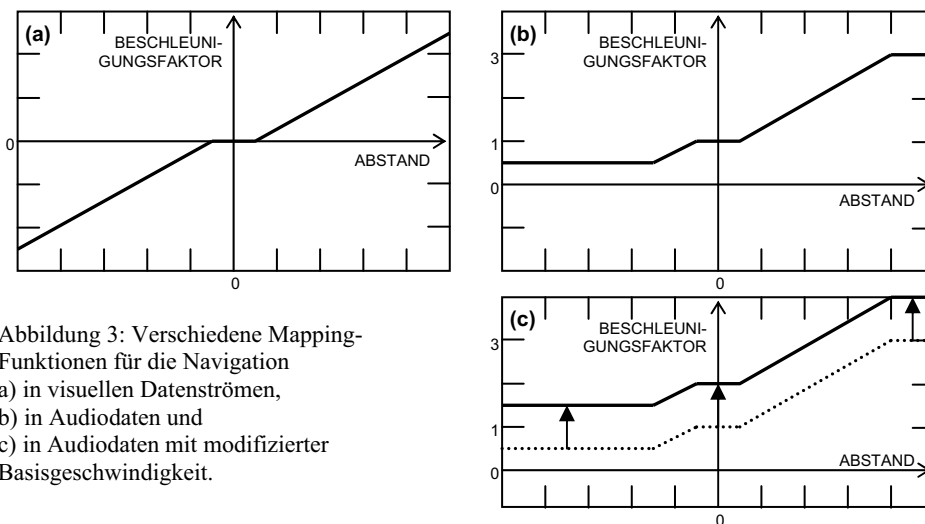 (a)
BESCHLEUNI-
GUNGSFAKTOR
0
ABSTAND
0
(b)
BESCHLEUNI-
GUNGSFAKTOR
3
1
0
ABSTAND
0
(c)
BESCHLEUNI-
GUNGSFAKTOR
3
1
0
ABSTAND
0
Abbildung 3: Verschiedene Mapping-
Funktionen für die Navigation
a) in visuellen Datenströmen,
b) in Audiodaten und
c) in Audiodaten mit modifizierter
Basisgeschwindigkeit.